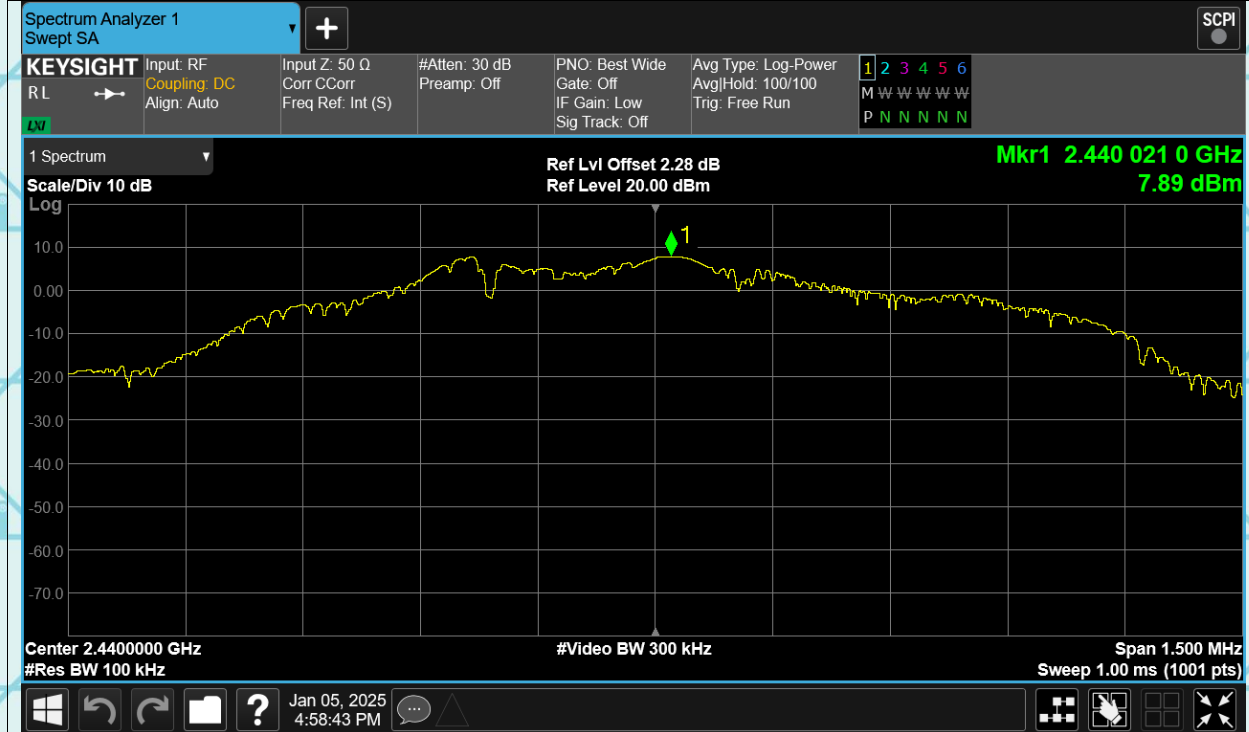 Spectrum Analyzer 1
Swept SA
SCPI
KEYSIGHT
R L
LXI
Input: RF
Coupling: DC
Align: Auto
Input Z: 50 Ω
Corr CCorr
Freq Ref: Int (S)
#Atten: 30 dB
Preamp: Off
PNO: Best Wide
Gate: Off
IF Gain: Low
Sig Track: Off
Avg Type: Log-Power
Avg|Hold: 100/100
Trig: Free Run
1 2 3 4 5 6
M W W W W W
P N N N N N
1 Spectrum
Scale/Div 10 dB
Log
Ref Lvl Offset 2.28 dB
Ref Level 20.00 dBm
Mkr1 2.440 021 0 GHz
7.89 dBm
1
10.0
0.00
-10.0
-20.0
-30.0
-40.0
-50.0
-60.0
-70.0
Center 2.4400000 GHz
#Video BW 300 kHz
Span 1.500 MHz
#Res BW 100 kHz
Sweep 1.00 ms (1001 pts)
?
Jan 05, 2025
4:58:43 PM